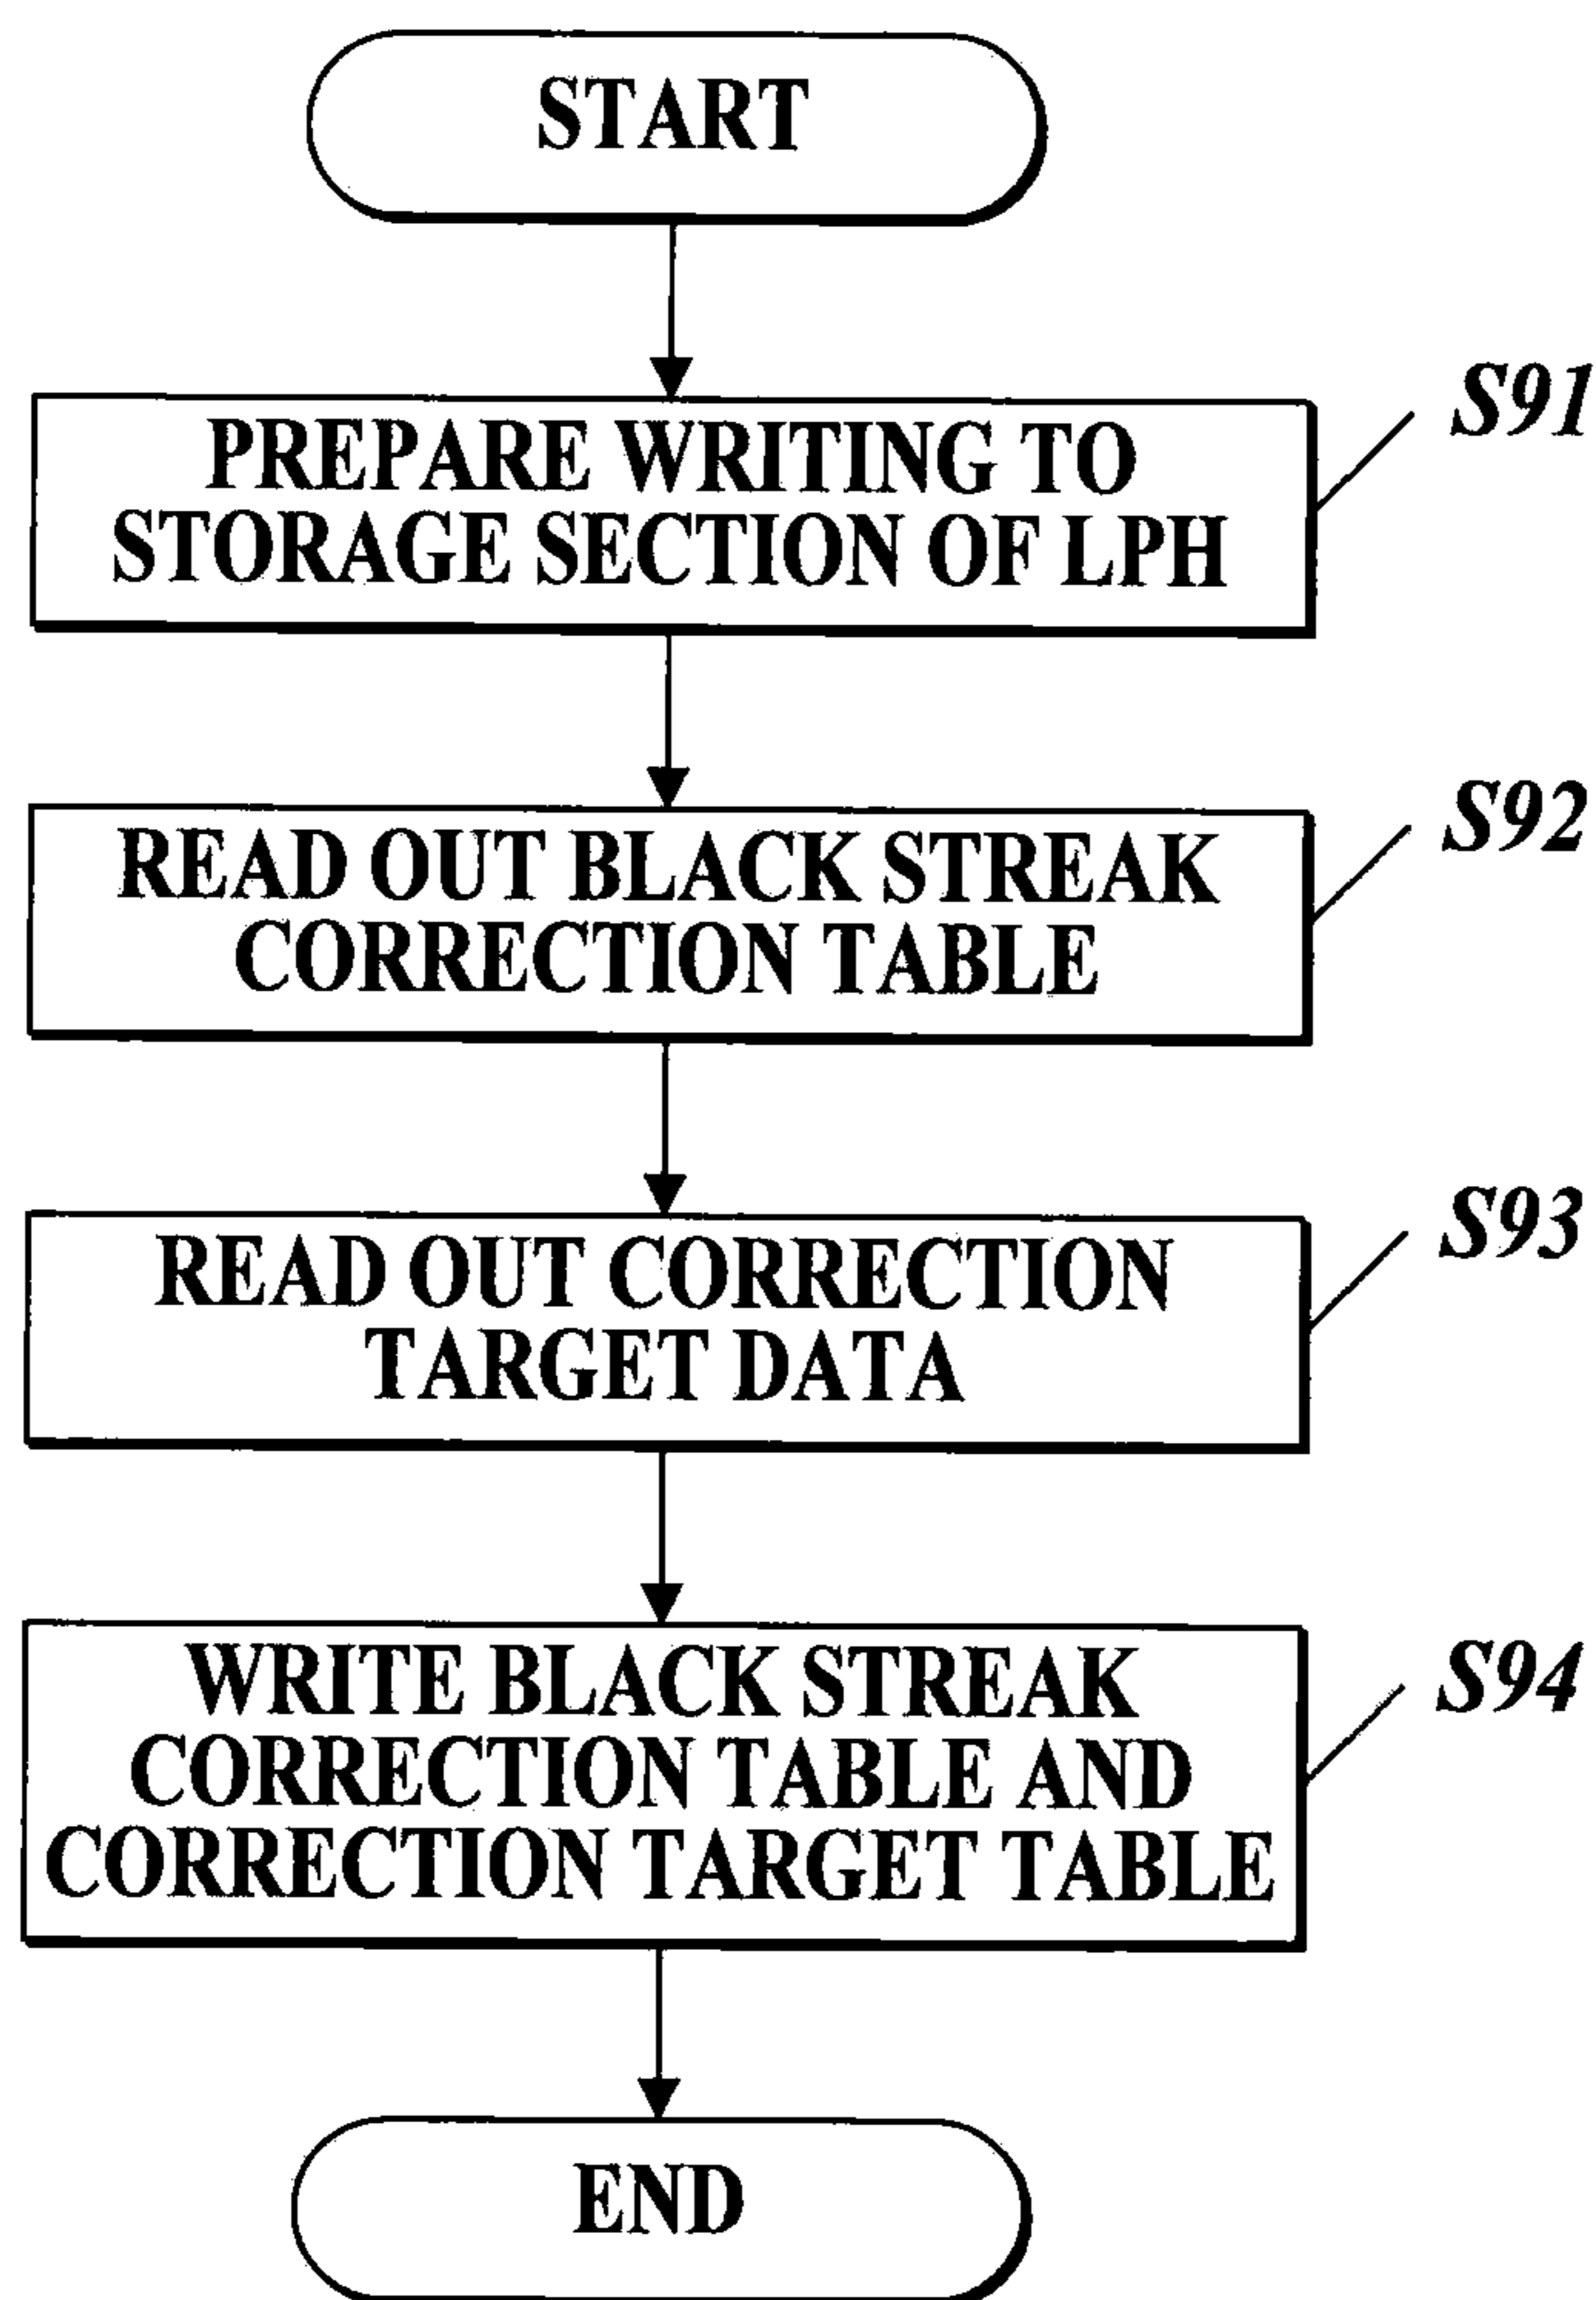 START
S91
PREPARE WRITING TO
STORAGE SECTION OF LPH
S92
READ OUT BLACK STREAK
CORRECTION TABLE
S93
READ OUT CORRECTION
TARGET DATA
S94
WRITE BLACK STREAK
CORRECTION TABLE AND
CORRECTION TARGET TABLE
END